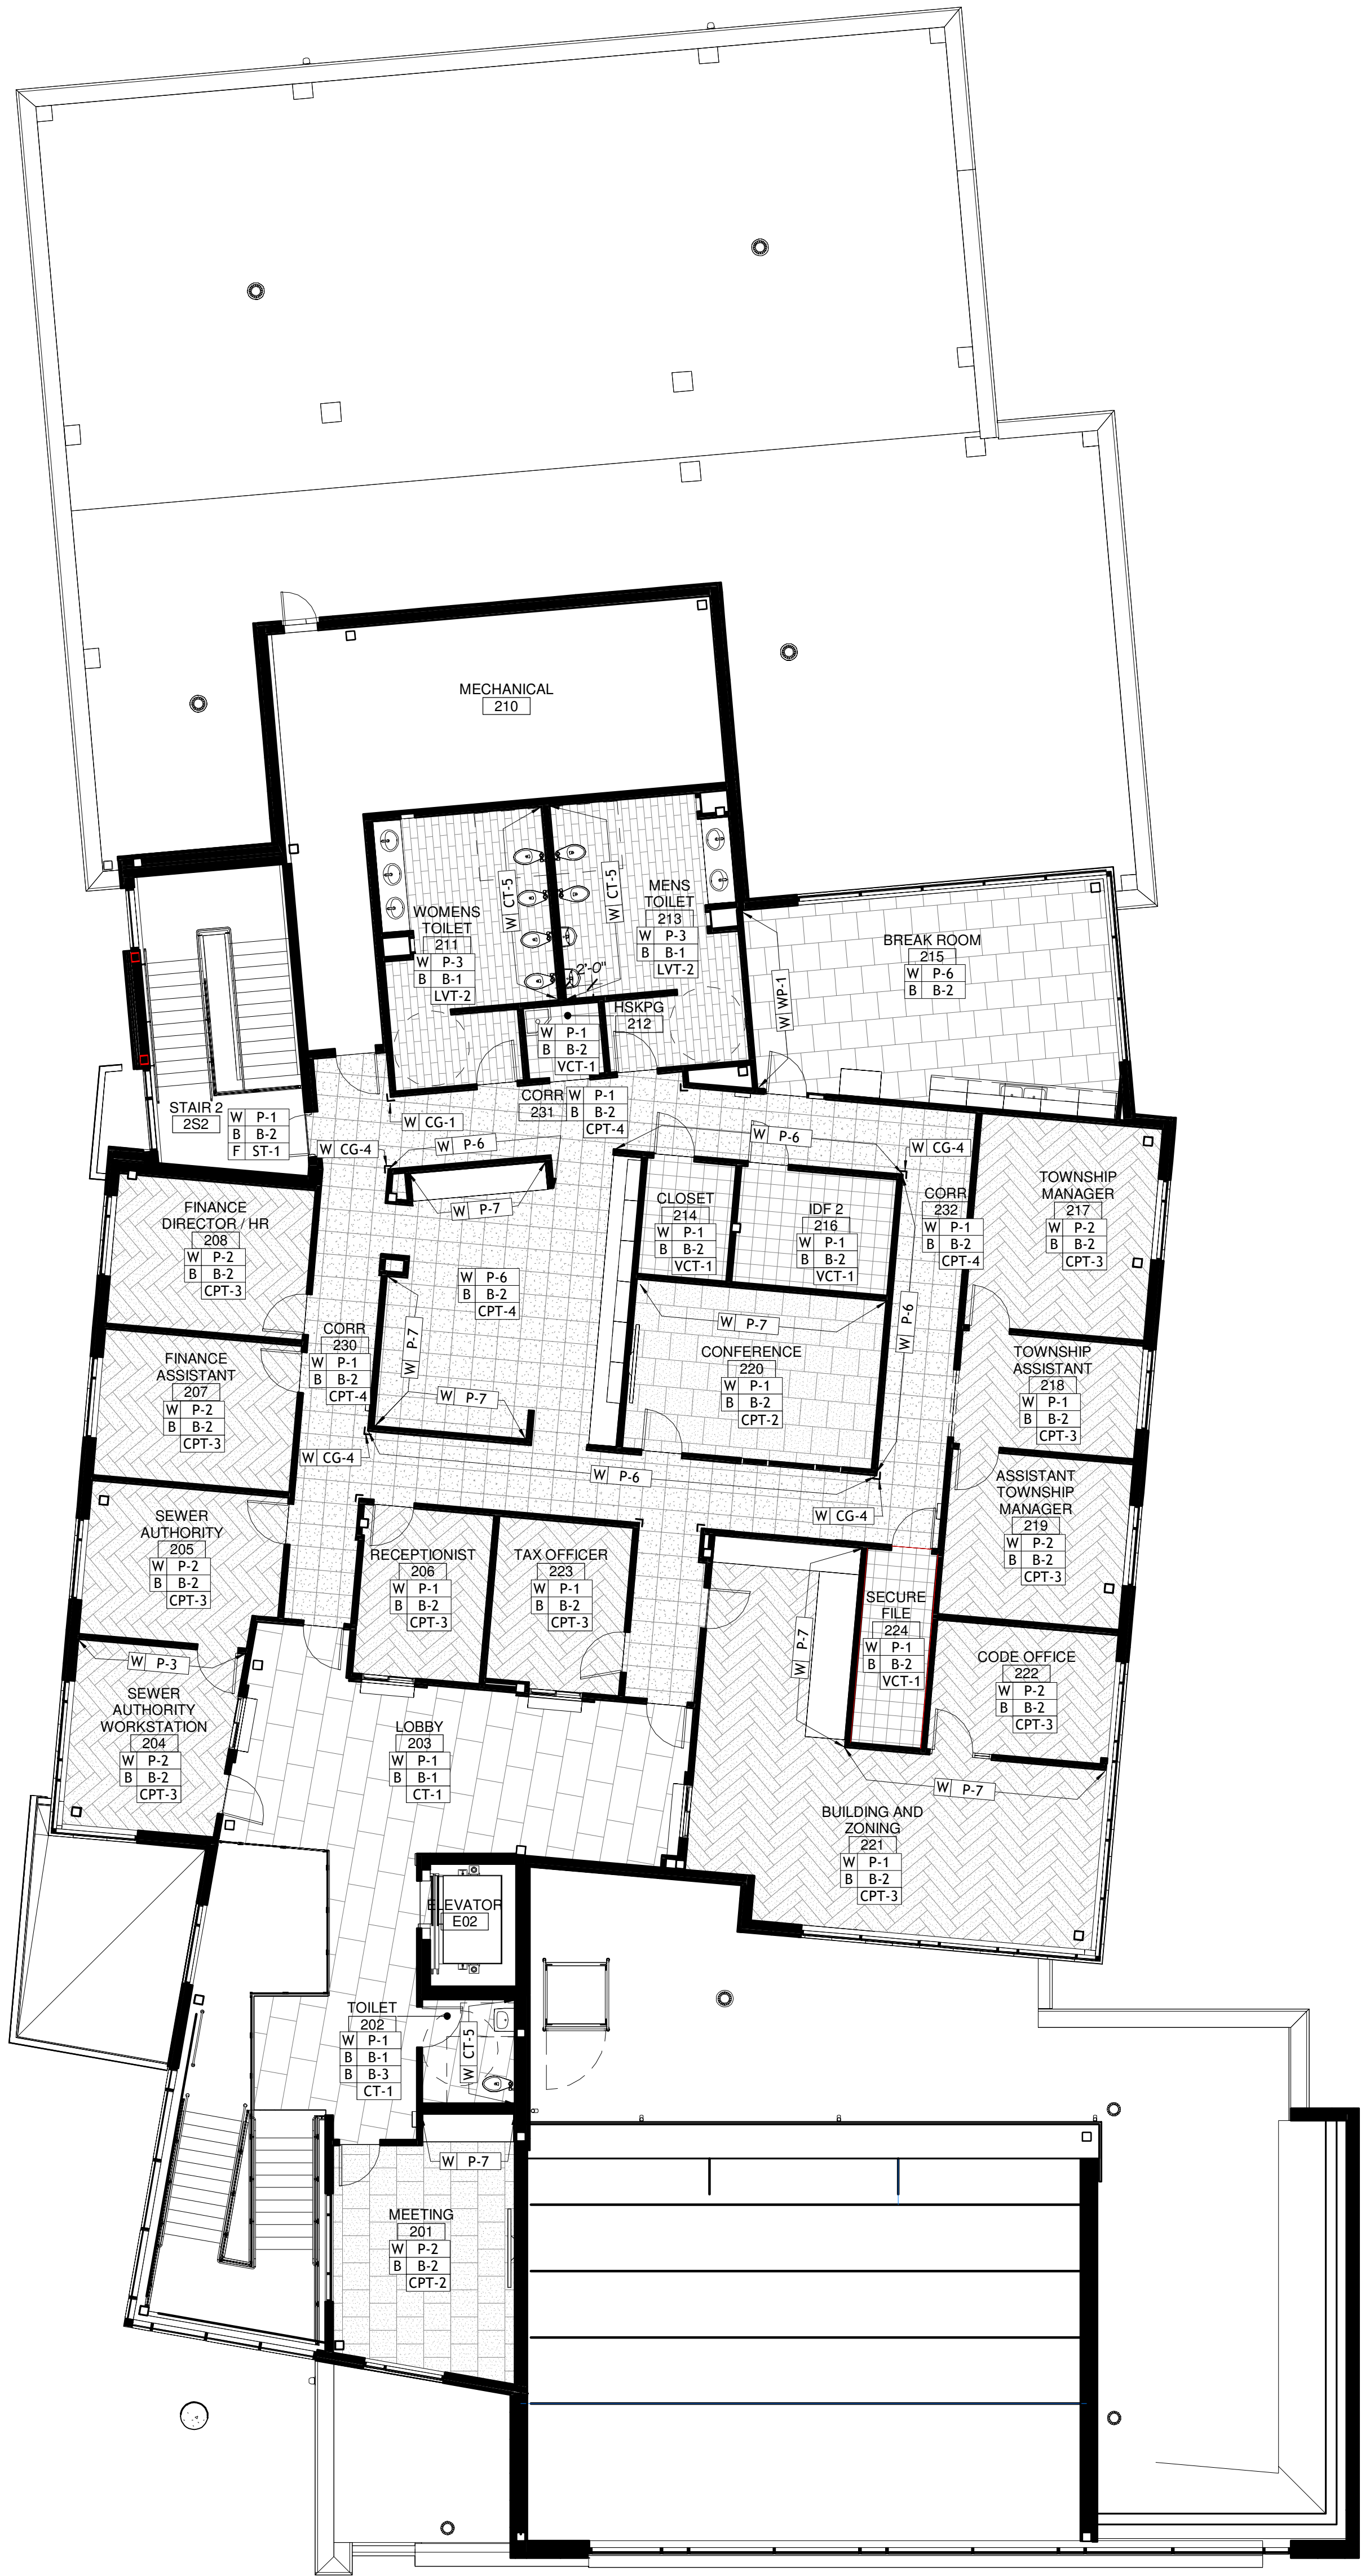 MECHANICAL
210
WOMENS
TOILET
211
W P-3
B B-1
LVT-2
W CT-5
W CT-5
MENS
TOILET
213
W P-3
B B-1
LVT-2
2'-0"
HSKPG
212
W P-1
B B-2
VCT-1
BREAK ROOM
215
W P-6
B B-2
W WP-1
STAIR 2
2S2
W P-1
B B-2
F ST-1
CORR
231
W P-1
B B-2
CPT-4
W CG-1
W CG-4
W P-6
W P-6
W CG-4
W P-7
FINANCE
DIRECTOR / HR
208
W P-2
B B-2
CPT-3
CLOSET
214
W P-1
B B-2
VCT-1
IDF 2
216
W P-1
B B-2
VCT-1
CORR
232
W P-1
B B-2
CPT-4
TOWNSHIP
MANAGER
217
W P-2
B B-2
CPT-3
W P-6
B B-2
CPT-4
W P-7
W P-7
W P-6
CORR
230
W P-1
B B-2
CPT-4
FINANCE
ASSISTANT
207
W P-2
B B-2
CPT-3
W P-7
CONFERENCE
220
W P-1
B B-2
CPT-2
TOWNSHIP
ASSISTANT
218
W P-1
B B-2
CPT-3
W CG-4
W P-6
W CG-4
ASSISTANT
TOWNSHIP
MANAGER
219
W P-2
B B-2
CPT-3
SEWER
AUTHORITY
205
W P-2
B B-2
CPT-3
RECEPTIONIST
206
W P-1
B B-2
CPT-3
TAX OFFICER
223
W P-1
B B-2
CPT-3
SECURE
FILE
224
W P-1
B B-2
VCT-1
W P-7
CODE OFFICE
222
W P-2
B B-2
CPT-3
W P-3
SEWER
AUTHORITY
WORKSTATION
204
W P-2
B B-2
CPT-3
LOBBY
203
W P-1
B B-1
CT-1
W P-7
BUILDING AND
ZONING
221
W P-1
B B-2
CPT-3
ELEVATOR
E02
TOILET
202
W P-1
B B-1
B B-3
CT-1
W CT-5
W P-7
MEETING
201
W P-2
B B-2
CPT-2